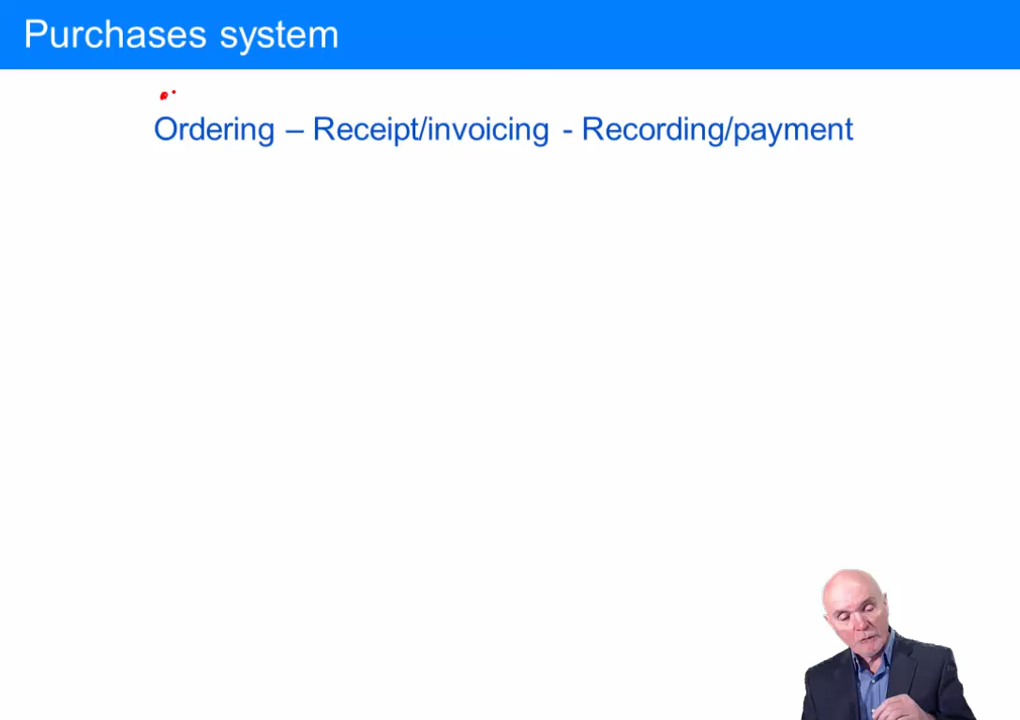 Purchases system
Ordering – Receipt/invoicing - Recording/payment